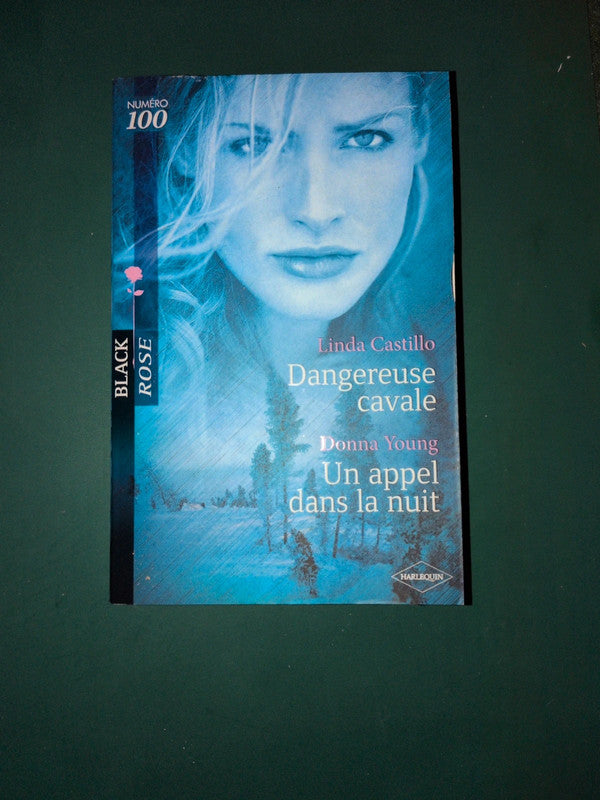 NUMÉRO
100
BLACK
ROSE
Linda Castillo
Dangereuse
cavale
Donna Young
Un appel
dans la nuit
HARLEQUIN